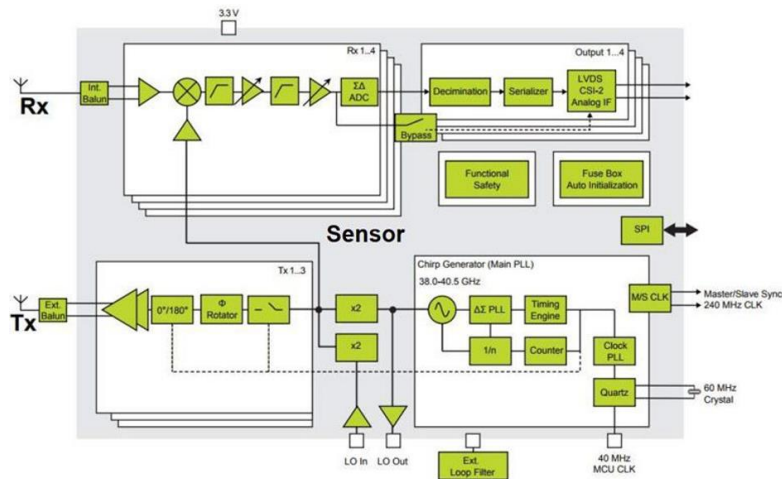 3.3 V
Rx 1...4
Output 1...4
Int.
Balun
Rx
ΣΔ
ADC
Decimination
Serializer
LVDS
CSI-2
Analog IF
Bypass
Functional
Safety
Fuse Box
Auto Initialization
Sensor
SPI
Tx 1...3
Chirp Generator (Main PLL)
38.0-40.5 GHz
Ext.
Balun
Tx
0°/180°
Φ
Rotator
x2
x2
ΔΣ PLL
Timing
Engine
1/n
Counter
M/S CLK
Master/Slave Sync
240 MHz CLK
Clock
PLL
Quartz
60 MHz
Crystal
LO In
LO Out
Ext.
Loop Filter
40 MHz
MCU CLK